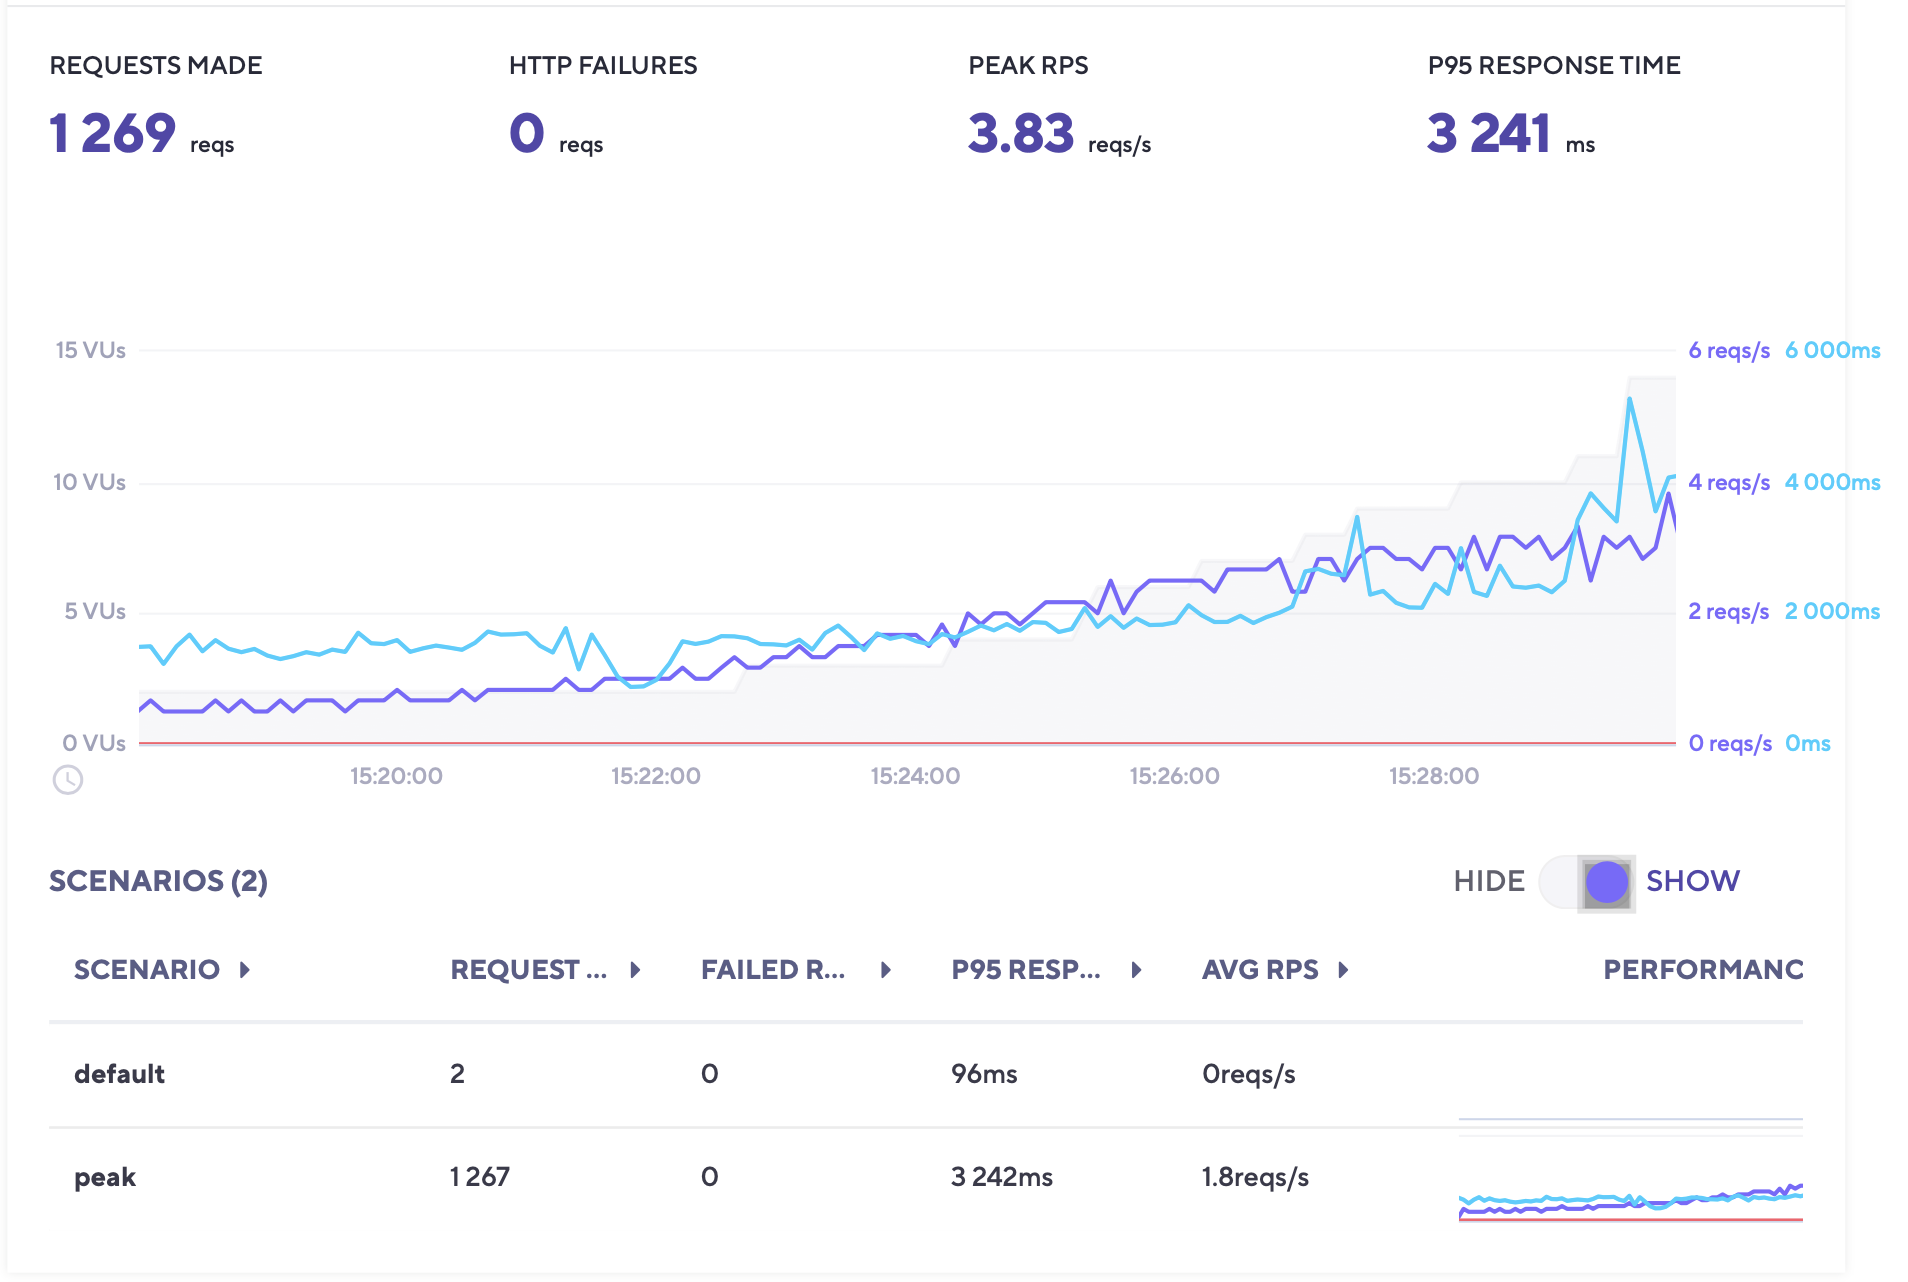 REQUESTS MADE HTTP FAILURES PEAK RPS P95 RESPONSE TIME
1 269 reqs 0 reqs 3.83 reqs/s 3 241 ms
15 VUs 6 reqs/s 6 000ms
10 VUs 4 reqs/s 4 000ms
5 VUs 2 reqs/s 2 000ms
0 VUs 0 reqs/s 0ms
15:20:00 15:22:00 15:24:00 15:26:00 15:28:00
SCENARIOS (2) HIDE SHOW
SCENARIO REQUEST ... FAILED R... P95 RESP... AVG RPS PERFORMANC
default 2 0 96ms 0reqs/s
peak 1 267 0 3 242ms 1.8reqs/s